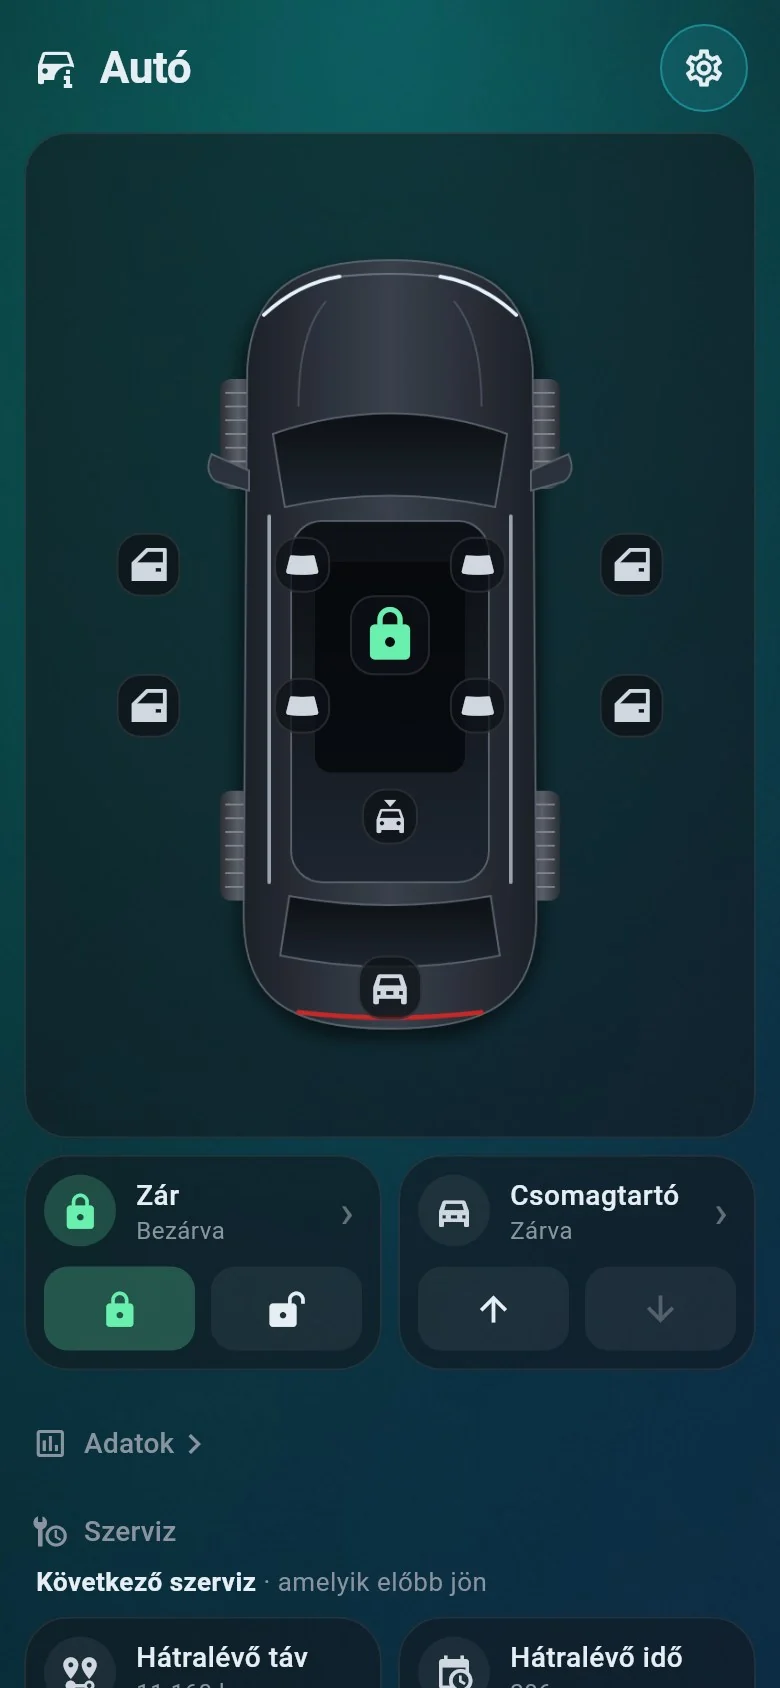 Autó
Zár
Bezárva
Csomagtartó
Zárva
Adatok
Szerviz
Következő szerviz · amelyik előbb jön
Hátralévő táv
Hátralévő idő